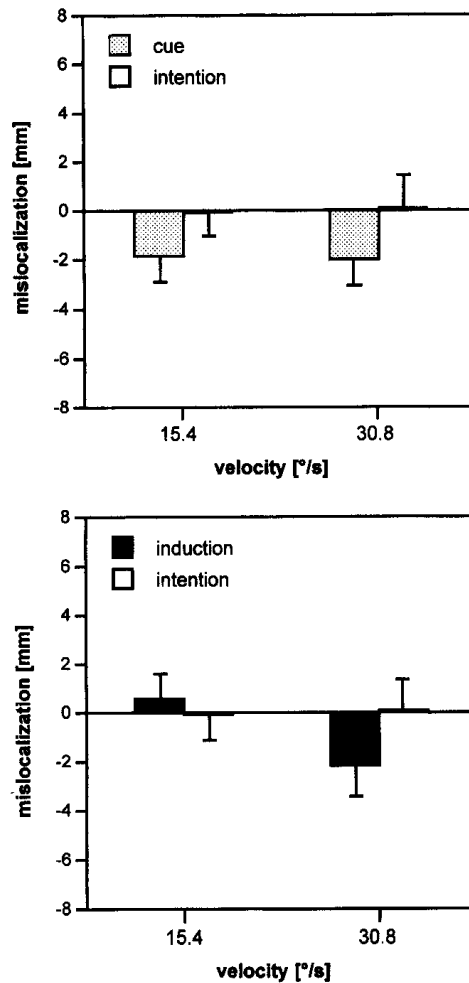 8
cue
6
intention
4
2
0
-2
-4
-6
-8
mislocalization [mm]
15.4 30.8
velocity [°/s]
8
induction
6
intention
4
2
0
-2
-4
-6
-8
mislocalization [mm]
15.4 30.8
velocity [°/s]